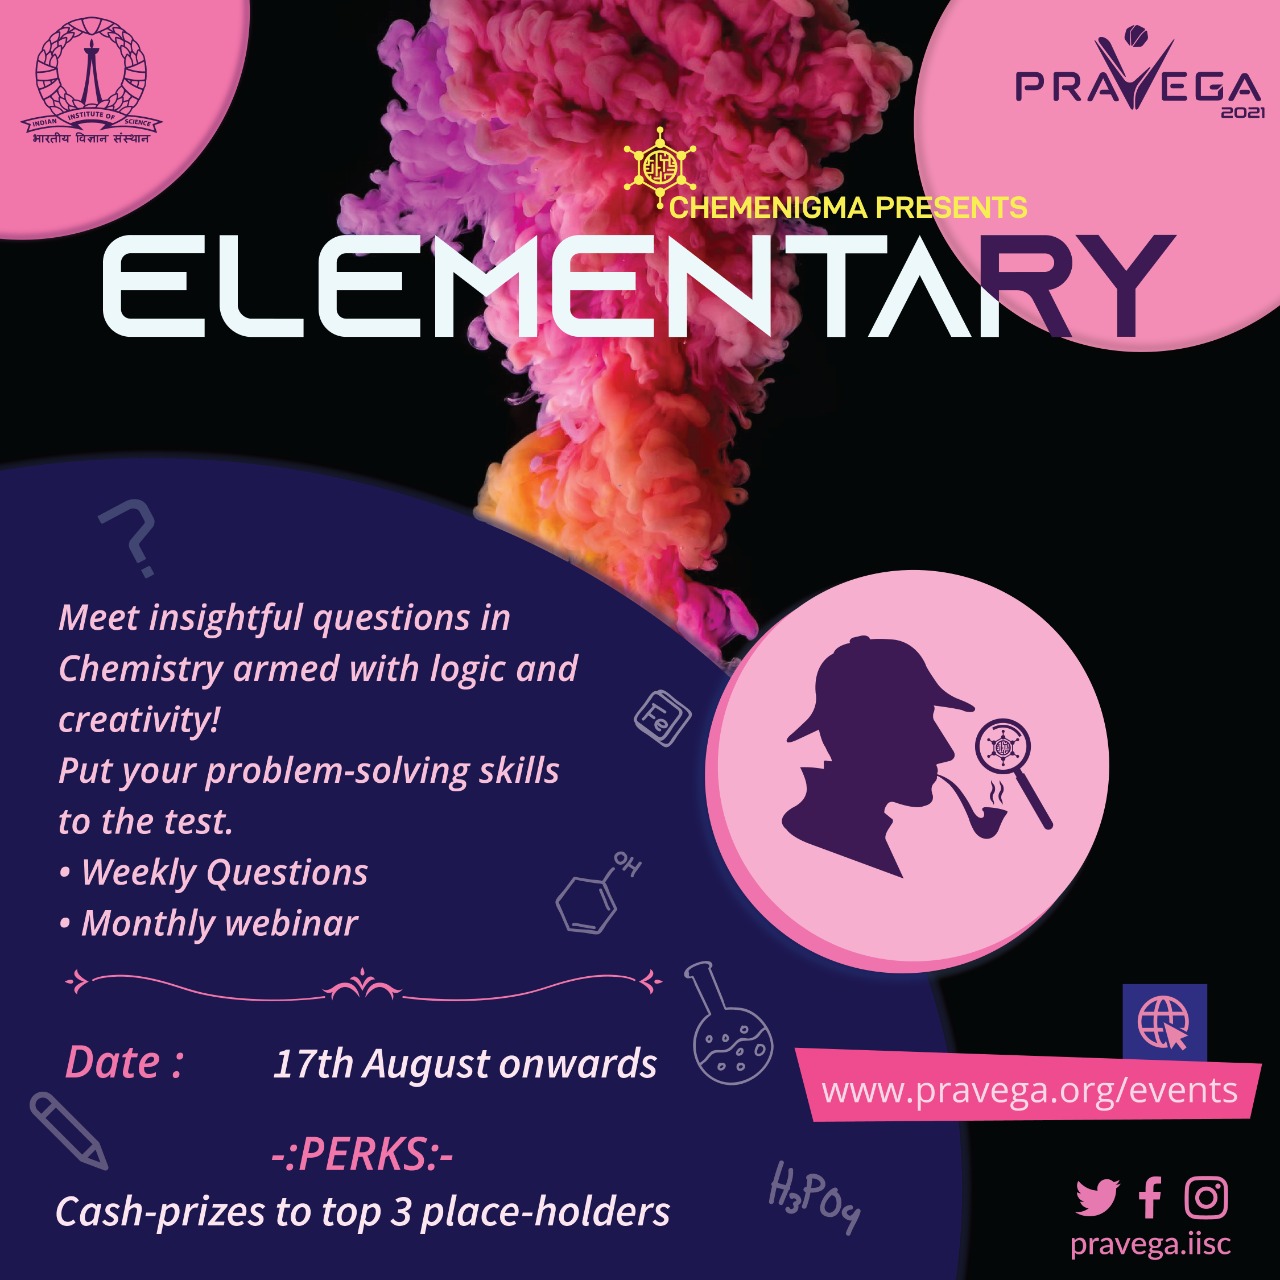 INDIAN INSTITUTE OF SCIENCE
भारतीय विज्ञान संस्थान
PRAVEGA
2021
CHEMENIGMA PRESENTS
ELEMENTARY
?
Meet insightful questions in
Chemistry armed with logic and
creativity!
Put your problem-solving skills
to the test.
• Weekly Questions
• Monthly webinar
Fe
OH
Date : 17th August onwards
www.pravega.org/events
-:PERKS:-
Cash-prizes to top 3 place-holders
H₃PO₄
pravega.iisc